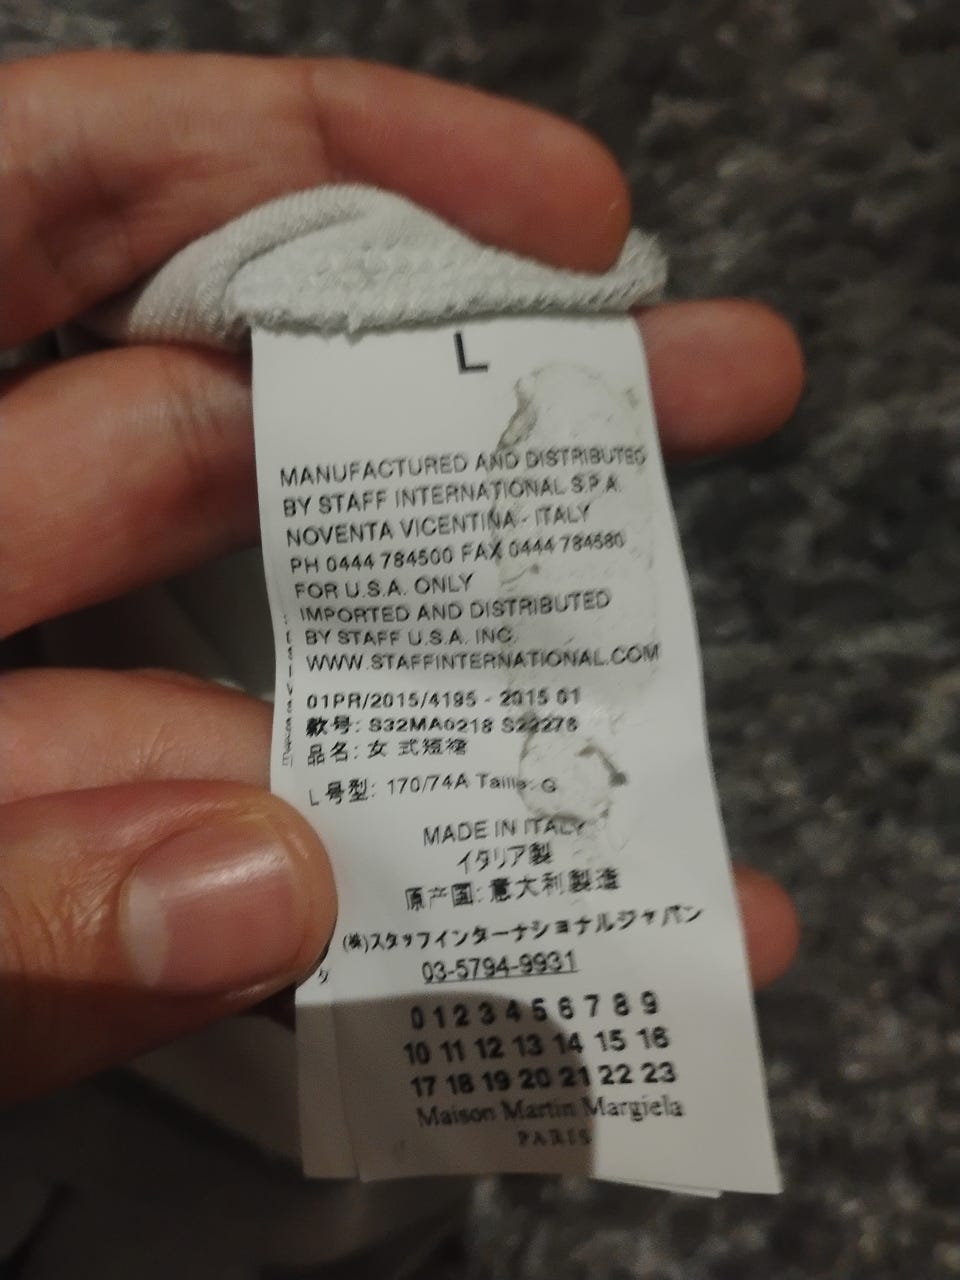 L
MANUFACTURED AND DISTRIBUTED
BY STAFF INTERNATIONAL S.P.A.
NOVENTA VICENTINA - ITALY
PH 0444 784500 FAX 0444 784580
FOR U.S.A. ONLY
IMPORTED AND DISTRIBUTED
BY STAFF U.S.A. INC.
WWW.STAFFINTERNATIONAL.COM
01PR/2015/4195 - 2015 01
款号: S32MA0218 S22276
品名: 女 式短裙
L 号型: 170/74A Taille: G
MADE IN ITALY
イタリア製
原产国: 意大利製造
(株)スタッフインターナショナルジャパン
03-5794-9931
0 1 2 3 4 5 6 7 8 9
10 11 12 13 14 15 16
17 18 19 20 21 22 23
Maison Martin Margiela
PARIS